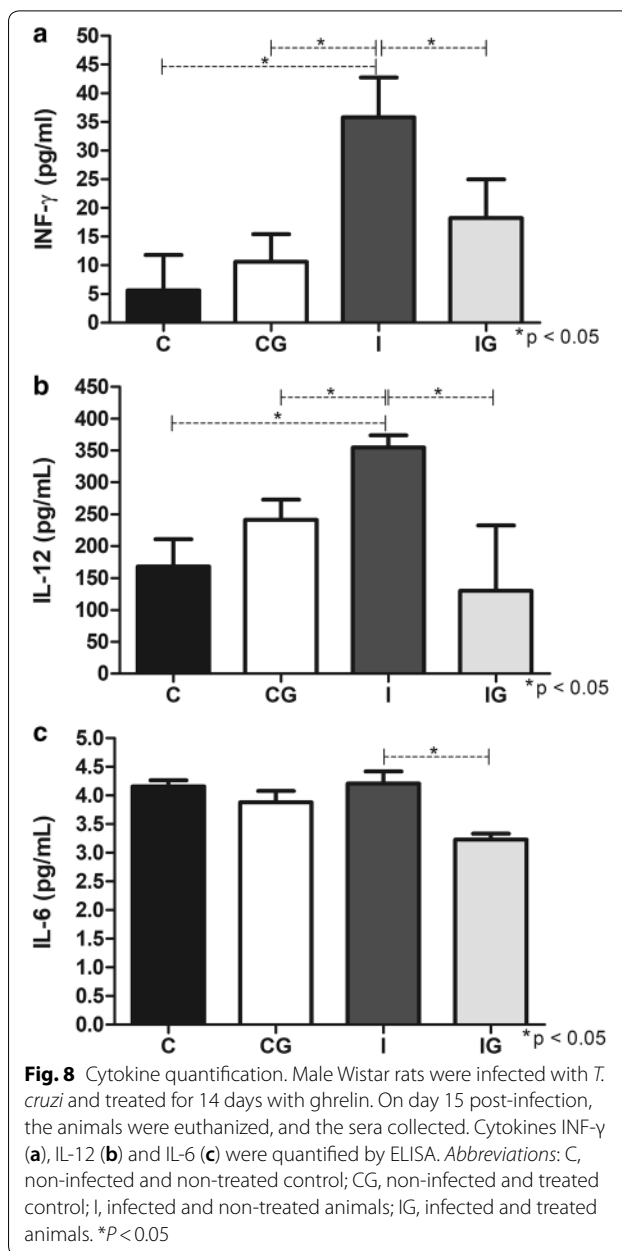 a
* *
*
INF-γ (pg/ml)
45
40
35
30
25
20
15
10
5
0
C CG I IG
*p < 0.05
b
* *
*
IL-12 (pg/mL)
450
400
350
300
250
200
150
100
50
0
C CG I IG
*p < 0.05
c
*
IL-6 (pg/mL)
5.0
4.5
4.0
3.5
3.0
2.5
2.0
1.5
1.0
0.5
0.0
C CG I IG
*p < 0.05
Fig. 8 Cytokine quantification. Male Wistar rats were infected with T.
cruzi and treated for 14 days with ghrelin. On day 15 post-infection,
the animals were euthanized, and the sera collected. Cytokines INF-γ
(a), IL-12 (b) and IL-6 (c) were quantified by ELISA. Abbreviations: C,
non-infected and non-treated control; CG, non-infected and treated
control; I, infected and non-treated animals; IG, infected and treated
animals. *P < 0.05